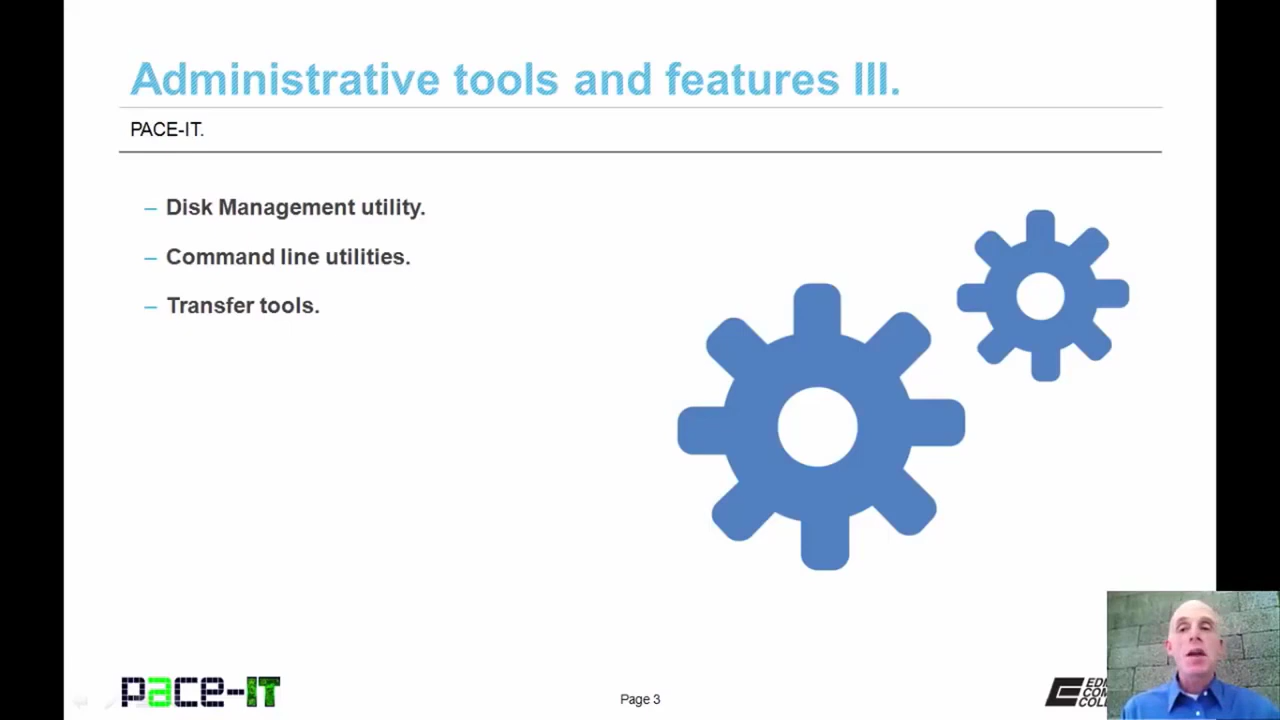 Administrative tools and features III.
PACE-IT.
– Disk Management utility.
– Command line utilities.
– Transfer tools.
pace-IT
Page 3